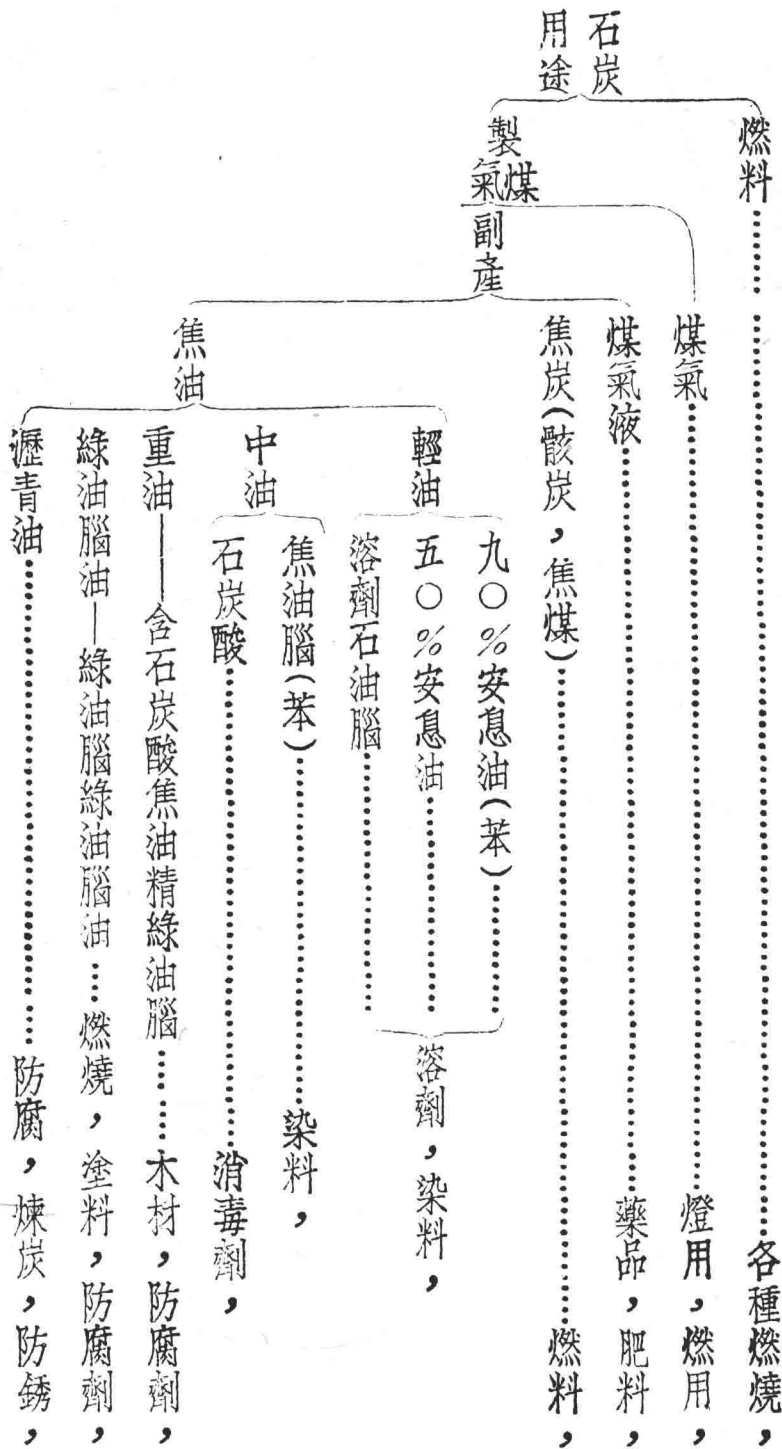 石炭
用途
燃料………………各種燃燒，
製
煤
氣
煤氣………………燈用，燃用，
副產
煤氣液………………藥品，肥料，
焦炭（骸炭，焦煤）………………燃料，
焦油
輕油
九〇％安息油（苯）………
五〇％安息油………
溶劑石油腦………
溶劑，染料，
中油
焦油腦（苯）………………染料，
石炭酸………………消毒劑，
重油——含石炭酸焦油精綠油腦……木材，防腐劑，
綠油腦油—綠油腦綠油腦油…燃燒，塗料，防腐劑，
瀝青油………………防腐，煉炭，防銹，